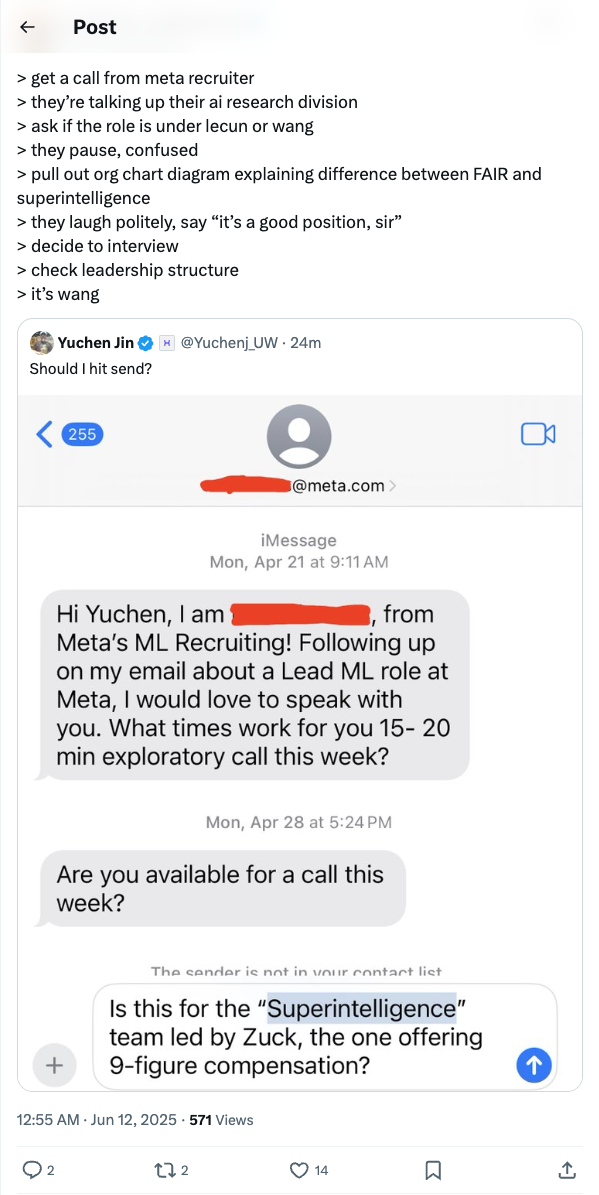 Post
> get a call from meta recruiter
> they’re talking up their ai research division
> ask if the role is under lecun or wang
> they pause, confused
> pull out org chart diagram explaining difference between FAIR and
superintelligence
> they laugh politely, say “it’s a good position, sir”
> decide to interview
> check leadership structure
> it’s wang
Yuchen Jin @Yuchenj_UW · 24m
Should I hit send?
255
@meta.com
iMessage
Mon, Apr 21 at 9:11 AM
Hi Yuchen, I am , from
Meta’s ML Recruiting! Following up
on my email about a Lead ML role at
Meta, I would love to speak with
you. What times work for you 15- 20
min exploratory call this week?
Mon, Apr 28 at 5:24 PM
Are you available for a call this
week?
The sender is not in your contact list
Is this for the “Superintelligence”
team led by Zuck, the one offering
9-figure compensation?
12:55 AM · Jun 12, 2025 · 571 Views
2 2 14